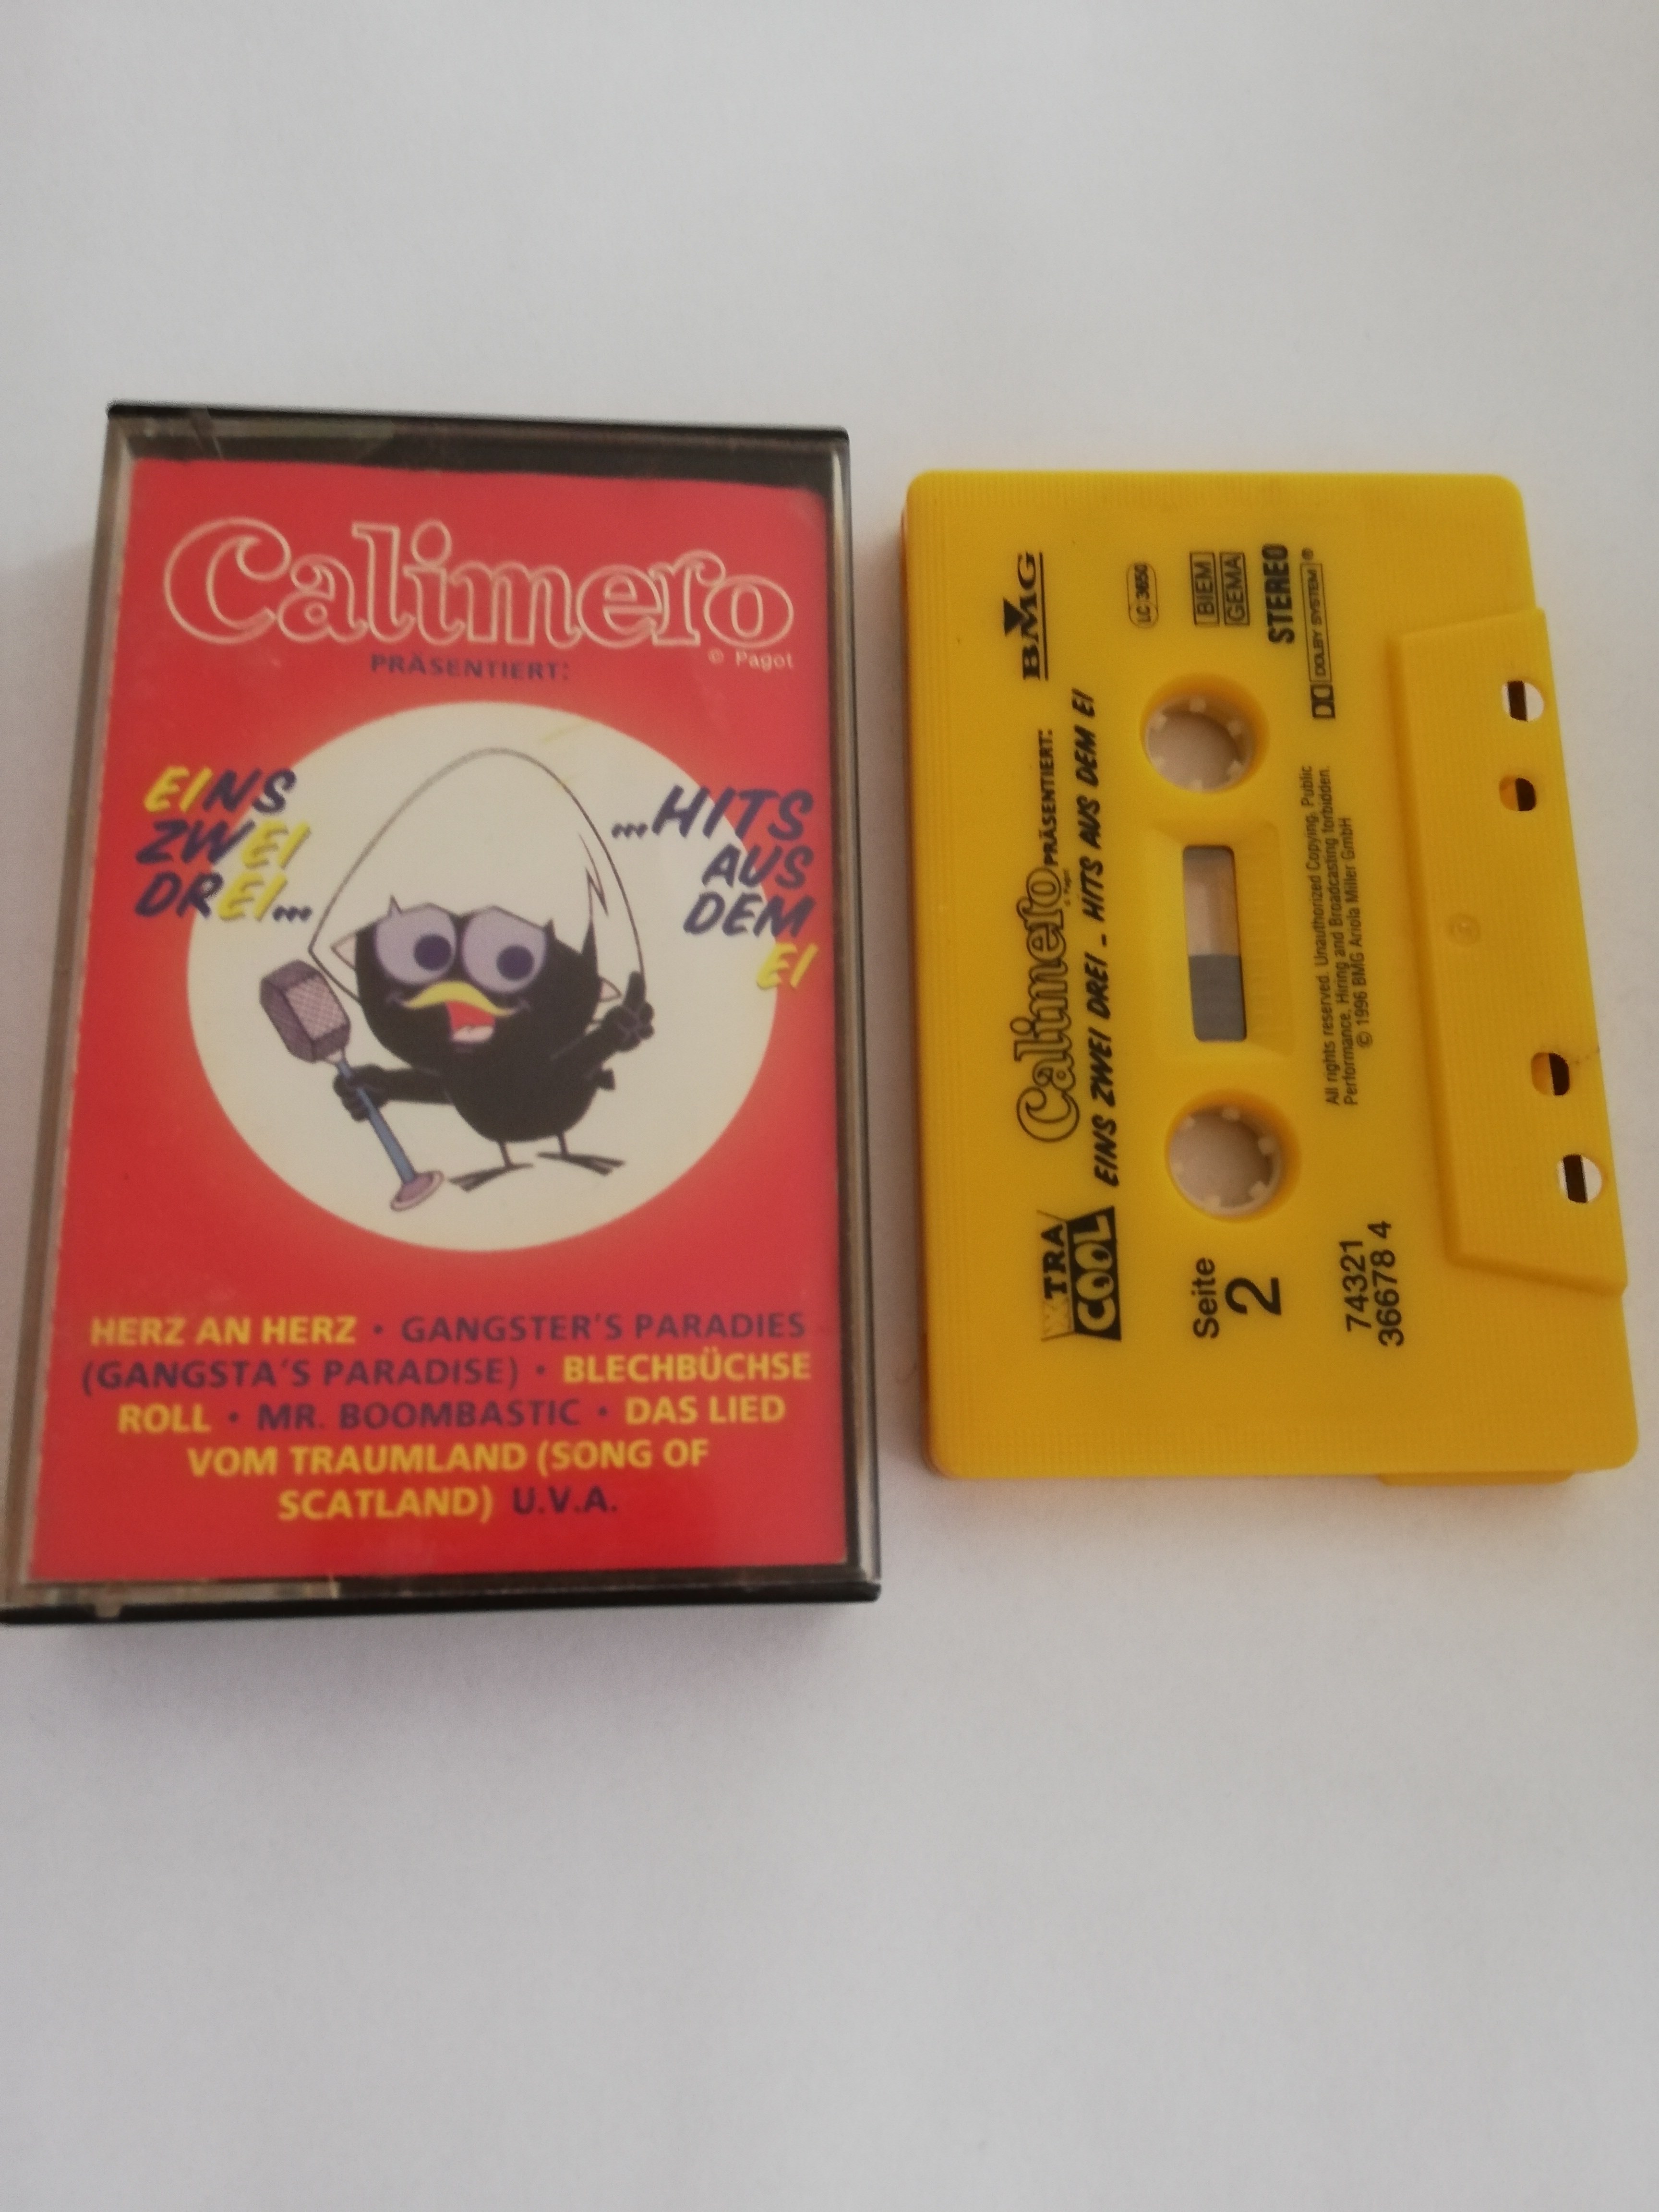 Calimero
© Pagot
PRÄSENTIERT:
EINS
ZWEI
DREI...
...HITS
AUS
DEM
EI
HERZ AN HERZ • GANGSTER'S PARADIES
(GANGSTA'S PARADISE) • BLECHBÜCHSE
ROLL • MR. BOOMBASTIC • DAS LIED
VOM TRAUMLAND (SONG OF
SCATLAND) U.V.A.
XTRA
COOL
Calimero PRÄSENTIERT:
© Pagot
EINS ZWEI DREI - HITS AUS DEM EI
BMG
LC 3650
BIEM
GEMA
STEREO
DOLBY SYSTEM®
Seite
2
74321
36678 4
All rights reserved. Unauthorized Copying, Public
Performance, Hiring and Broadcasting forbidden.
© 1996 BMG Ariola Miller GmbH